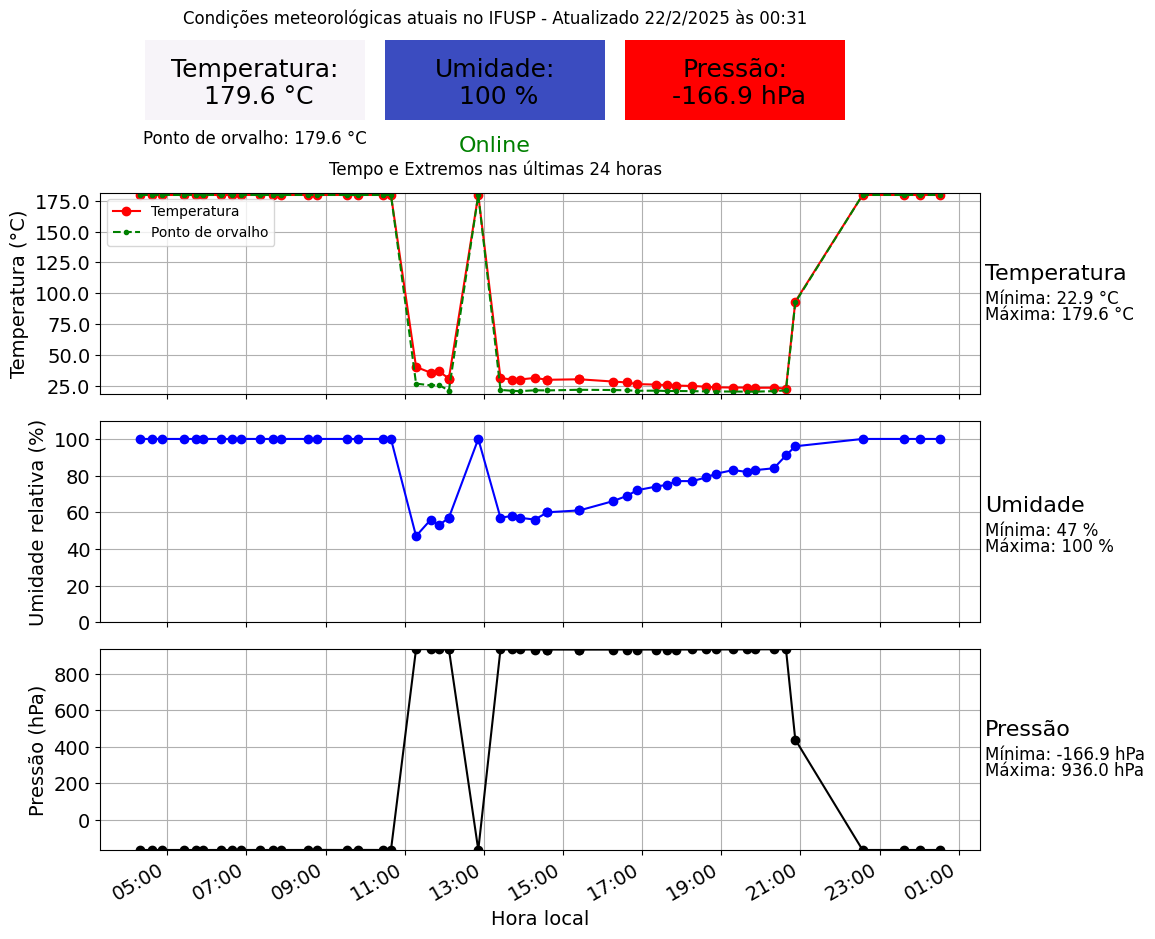 Condições meteorológicas atuais no IFUSP - Atualizado 22/2/2025 às 00:31
Temperatura:
179.6 °C
Umidade:
100 %
Pressão:
-166.9 hPa
Ponto de orvalho: 179.6 °C
Online
Tempo e Extremos nas últimas 24 horas
Temperatura (°C)
175.0
150.0
125.0
100.0
75.0
50.0
25.0
Temperatura
Ponto de orvalho
Temperatura
Mínima: 22.9 °C
Máxima: 179.6 °C
Umidade relativa (%)
100
80
60
40
20
0
Umidade
Mínima: 47 %
Máxima: 100 %
Pressão (hPa)
800
600
400
200
0
Pressão
Mínima: -166.9 hPa
Máxima: 936.0 hPa
05:00
07:00
09:00
11:00
13:00
15:00
17:00
19:00
21:00
23:00
01:00
Hora local